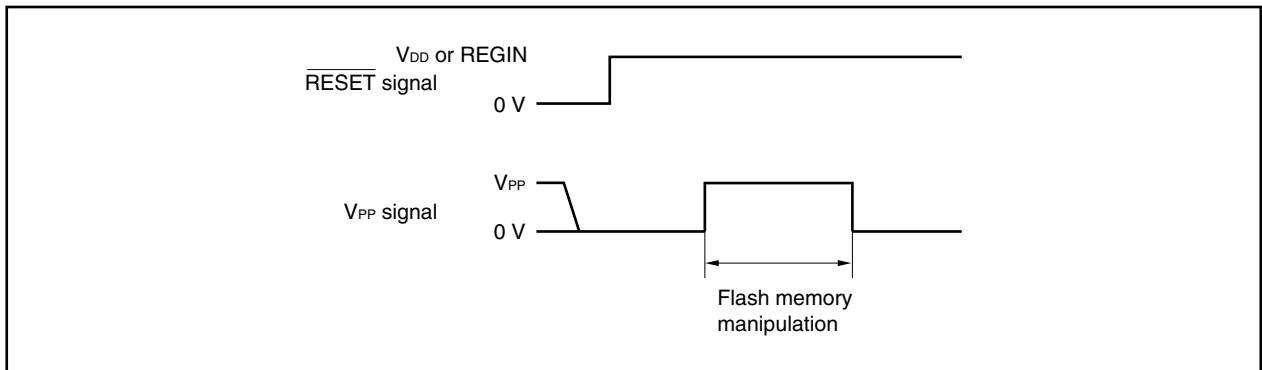 VDD or REGIN
RESET signal
0 V
VPP
VPP signal
0 V
Flash memory
manipulation